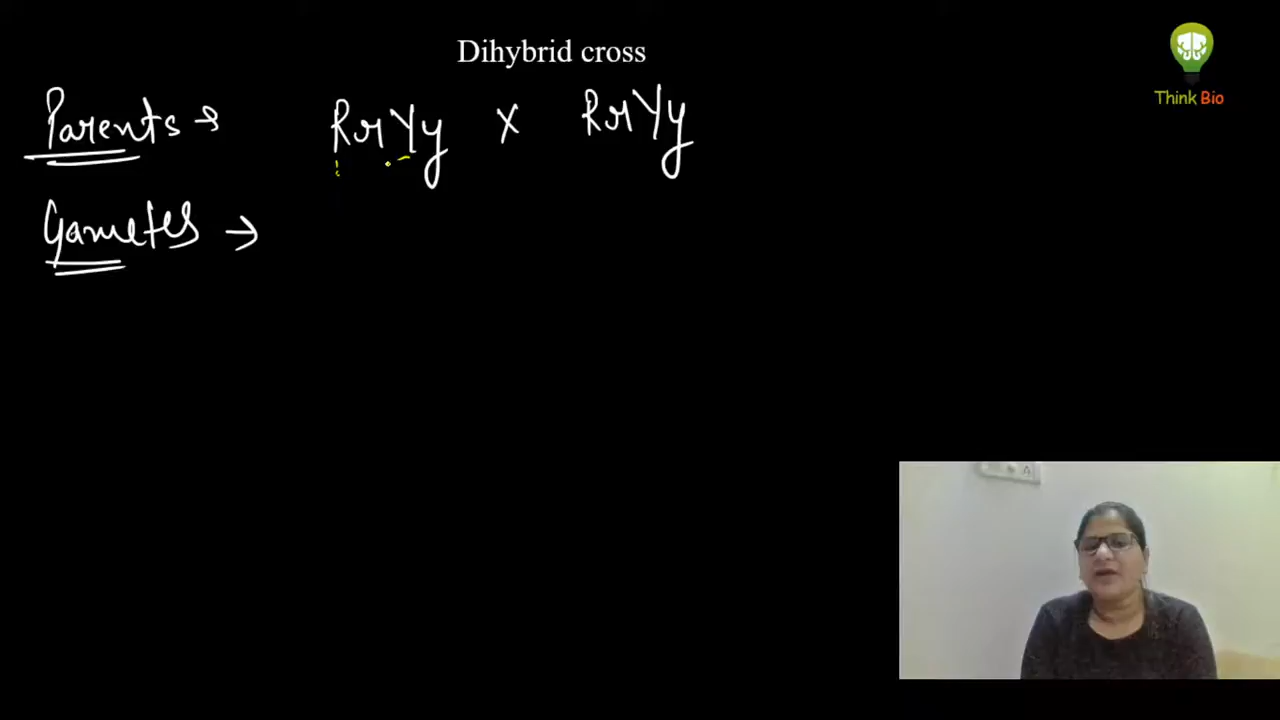 Dihybrid cross
Think Bio
Parents →
RrYy × RrYy
Gametes →